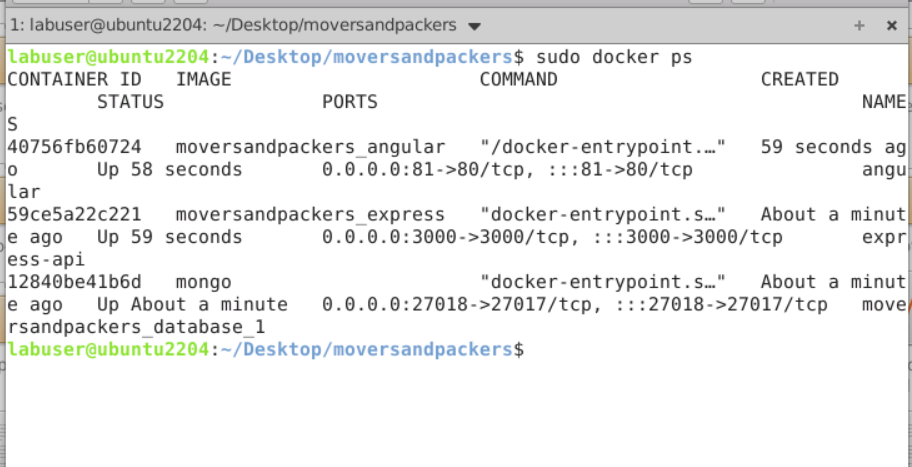 1: labuser@ubuntu2204: ~/Desktop/moversandpackers
labuser@ubuntu2204:~/Desktop/moversandpackers$ sudo docker ps
CONTAINER ID   IMAGE                      COMMAND                  CREATED
        STATUS              PORTS                                           NAME
S
40756fb60724   moversandpackers_angular   "/docker-entrypoint.…"   59 seconds ag
o       Up 58 seconds       0.0.0.0:81->80/tcp, :::81->80/tcp               angu
lar
59ce5a22c221   moversandpackers_express   "docker-entrypoint.s…"   About a minut
e ago   Up 59 seconds       0.0.0.0:3000->3000/tcp, :::3000->3000/tcp       expr
ess-api
12840be41b6d   mongo                      "docker-entrypoint.s…"   About a minut
e ago   Up About a minute   0.0.0.0:27018->27017/tcp, :::27018->27017/tcp   move
rsandpackers_database_1
labuser@ubuntu2204:~/Desktop/moversandpackers$